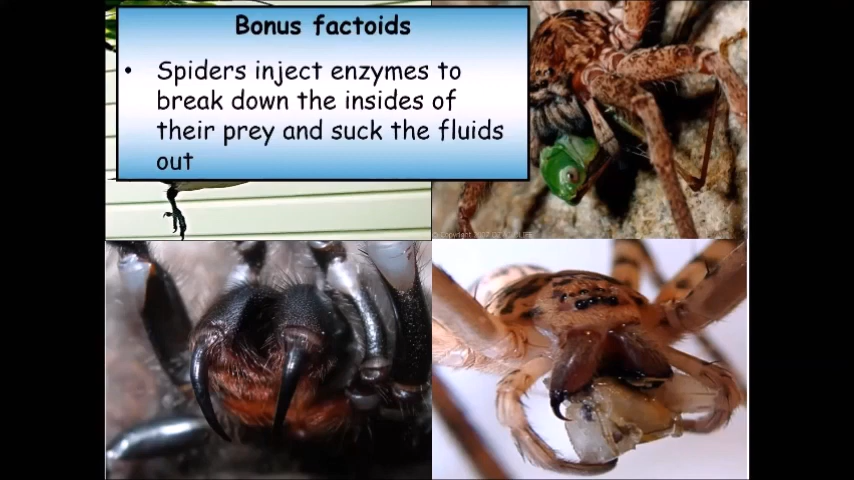 Bonus factoids
• Spiders inject enzymes to
break down the insides of
their prey and suck the fluids
out